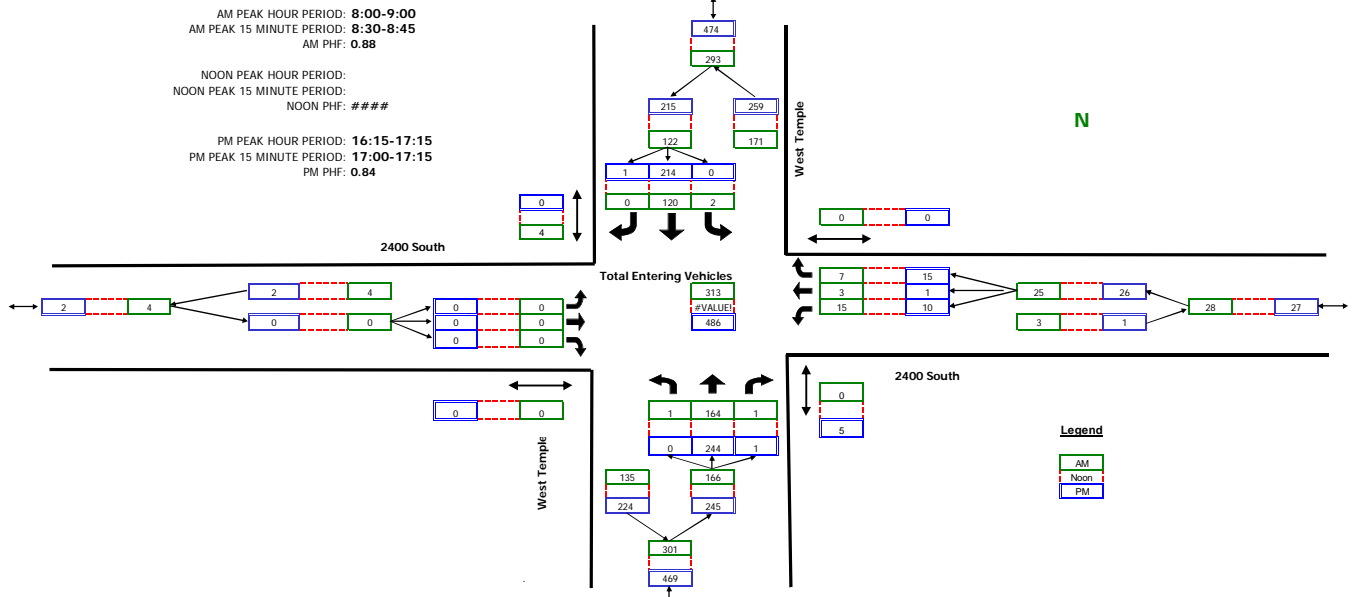 AM PEAK HOUR PERIOD: 8:00-9:00
AM PEAK 15 MINUTE PERIOD: 8:30-8:45
AM PHF: 0.88
NOON PEAK HOUR PERIOD:
NOON PEAK 15 MINUTE PERIOD:
NOON PHF: ####
PM PEAK HOUR PERIOD: 16:15-17:15
PM PEAK 15 MINUTE PERIOD: 17:00-17:15
PM PHF: 0.84
474
293
215 259
122 171
1 214 0
0 120 2
West Temple
N
0
4
0 0
2400 South
Total Entering Vehicles
313
#VALUE!
486
2 4
2 4
0 0
0 0
0 0
0 0
7 15
3 1
15 10
25 26
3 1
28 27
2400 South
0 0
0
5
1 164 1
0 244 1
West Temple
135 166
224 245
301
469
Legend
AM
Noon
PM
.